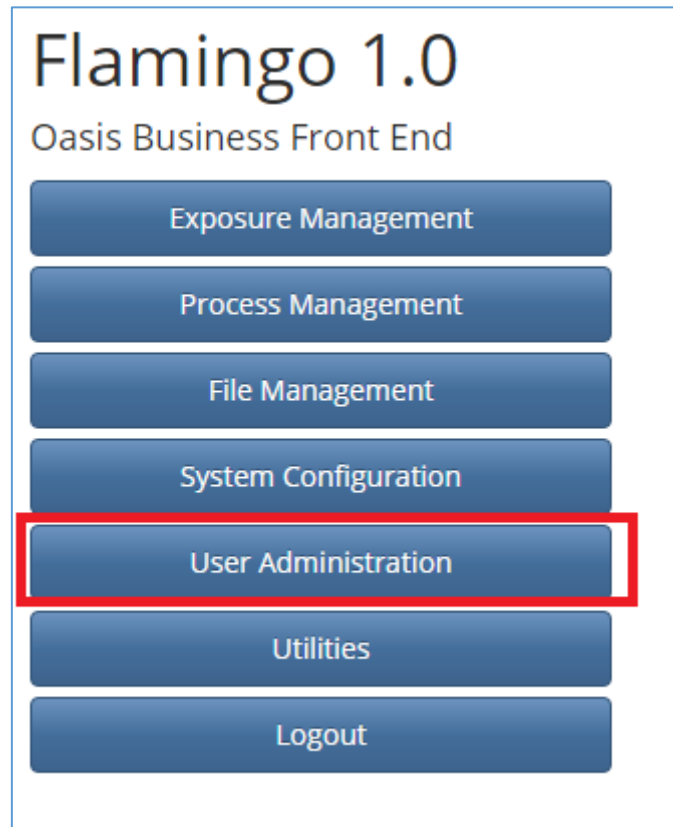 Flamingo 1.0
Oasis Business Front End
Exposure Management
Process Management
File Management
System Configuration
User Administration
Utilities
Logout